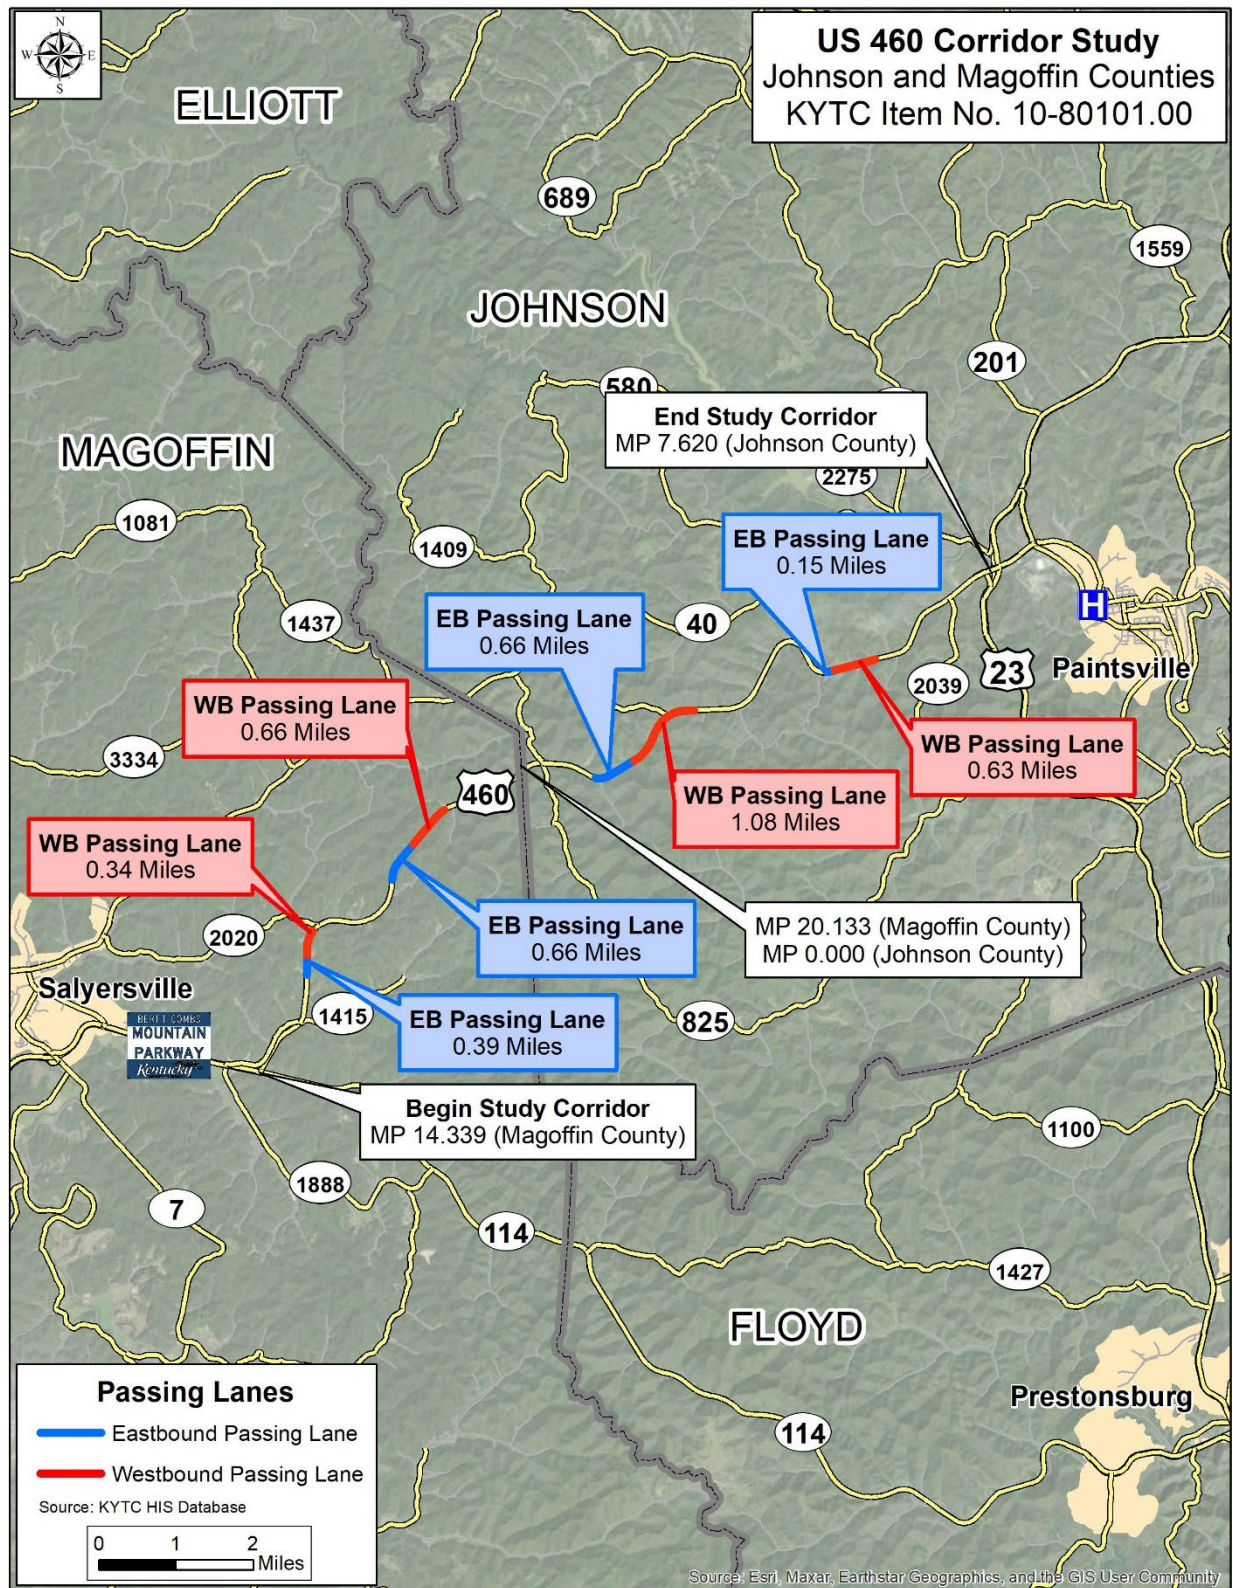 N
W E
S
US 460 Corridor Study
Johnson and Magoffin Counties
KYTC Item No. 10-80101.00
ELLIOTT
689
1559
JOHNSON
201
580
End Study Corridor
MP 7.620 (Johnson County)
MAGOFFIN
2275
1081
1409
EB Passing Lane
0.15 Miles
H
EB Passing Lane
0.66 Miles
40
1437
23
Paintsville
2039
WB Passing Lane
0.66 Miles
3334
WB Passing Lane
0.63 Miles
460
WB Passing Lane
1.08 Miles
WB Passing Lane
0.34 Miles
EB Passing Lane
0.66 Miles
MP 20.133 (Magoffin County)
MP 0.000 (Johnson County)
2020
Salyersville
1415
EB Passing Lane
0.39 Miles
825
BERT T COMBS
MOUNTAIN
PARKWAY
Kentucky
Begin Study Corridor
MP 14.339 (Magoffin County)
1100
1888
7
114
1427
FLOYD
Prestonsburg
114
Passing Lanes
Eastbound Passing Lane
Westbound Passing Lane
Source: KYTC HIS Database
0 1 2
Miles
Source: Esri, Maxar, Earthstar Geographics, and the GIS User Community